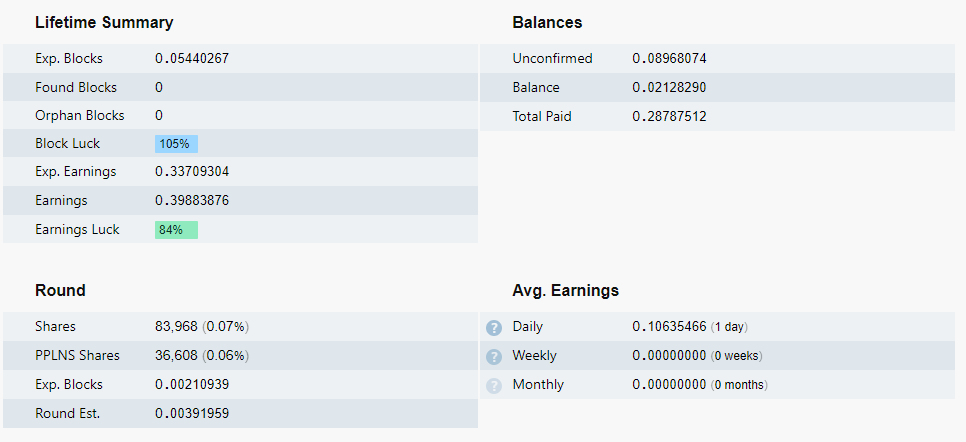 Lifetime Summary
Exp. Blocks 0.05440267
Found Blocks 0
Orphan Blocks 0
Block Luck 105%
Exp. Earnings 0.33709304
Earnings 0.39883876
Earnings Luck 84%
Balances
Unconfirmed 0.08968074
Balance 0.02128290
Total Paid 0.28787512
Round
Shares 83,968 (0.07%)
PPLNS Shares 36,608 (0.06%)
Exp. Blocks 0.00210939
Round Est. 0.00391959
Avg. Earnings
? Daily 0.10635466 (1 day)
? Weekly 0.00000000 (0 weeks)
? Monthly 0.00000000 (0 months)